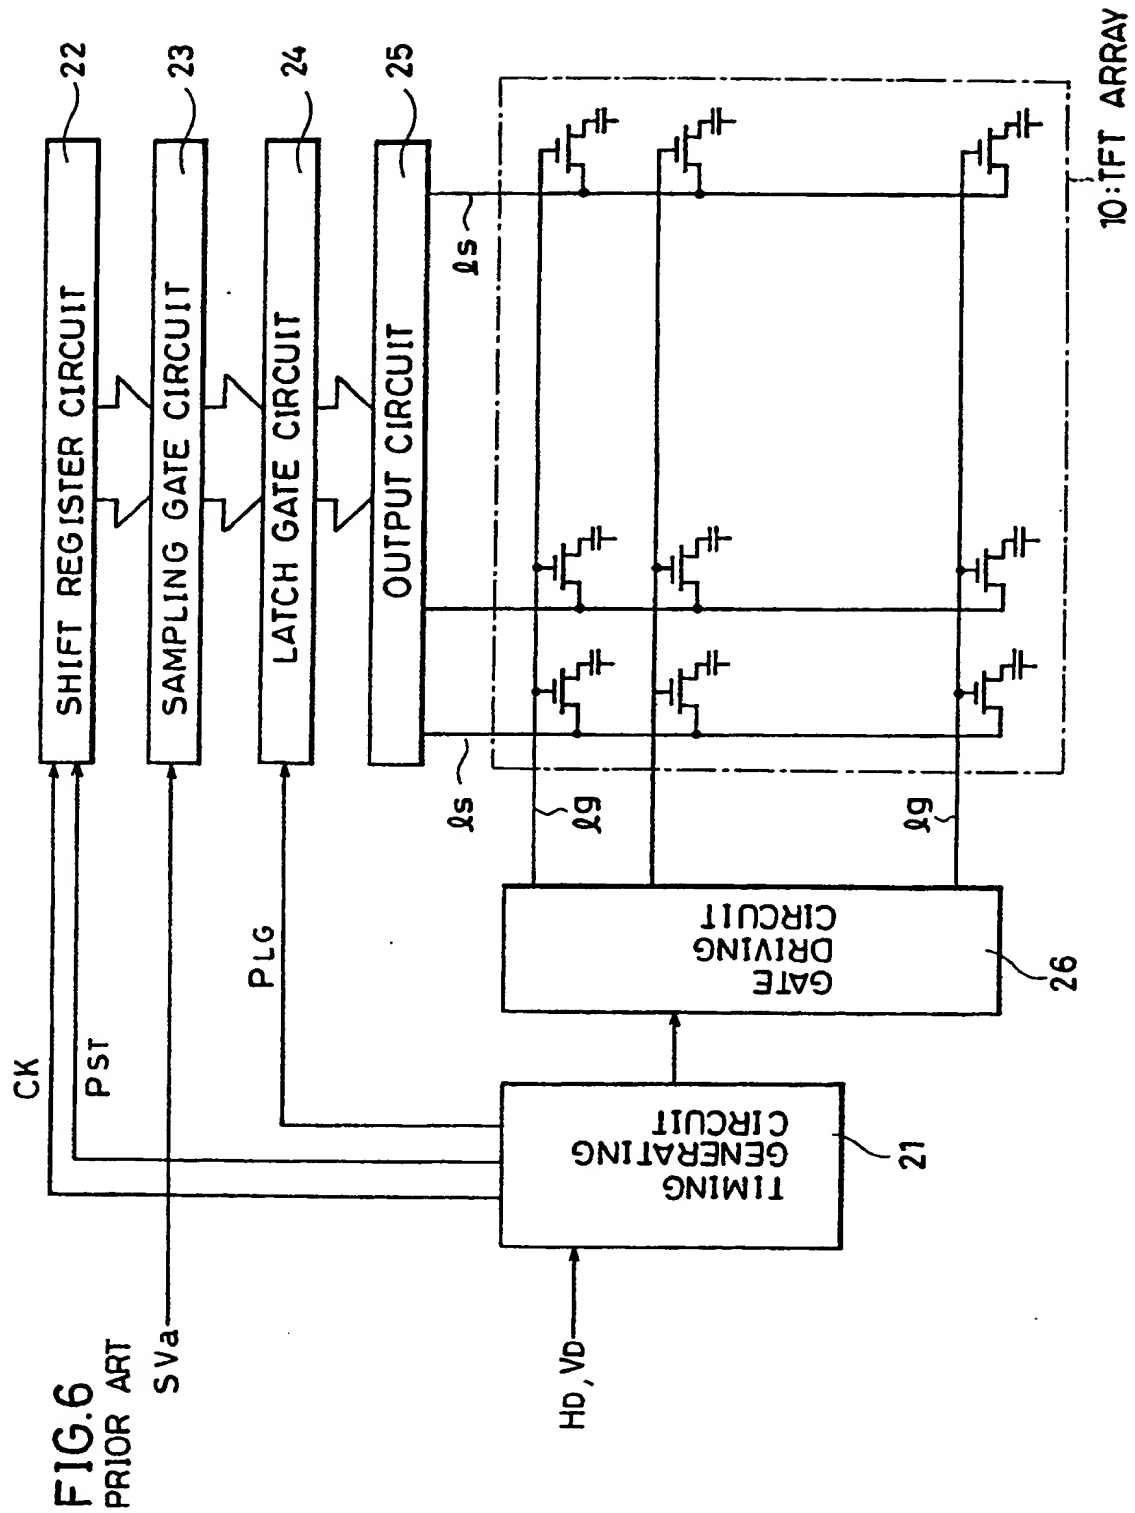 FIG.6
PRIOR ART
CK
PST
SVa
PLG
HD, VD
SHIFT REGISTER CIRCUIT
22
SAMPLING GATE CIRCUIT
23
LATCH GATE CIRCUIT
24
OUTPUT CIRCUIT
25
ls
ls
lg
lg
TIMING
GENERATING
CIRCUIT
21
GATE
DRIVING
CIRCUIT
26
10:TFT ARRAY